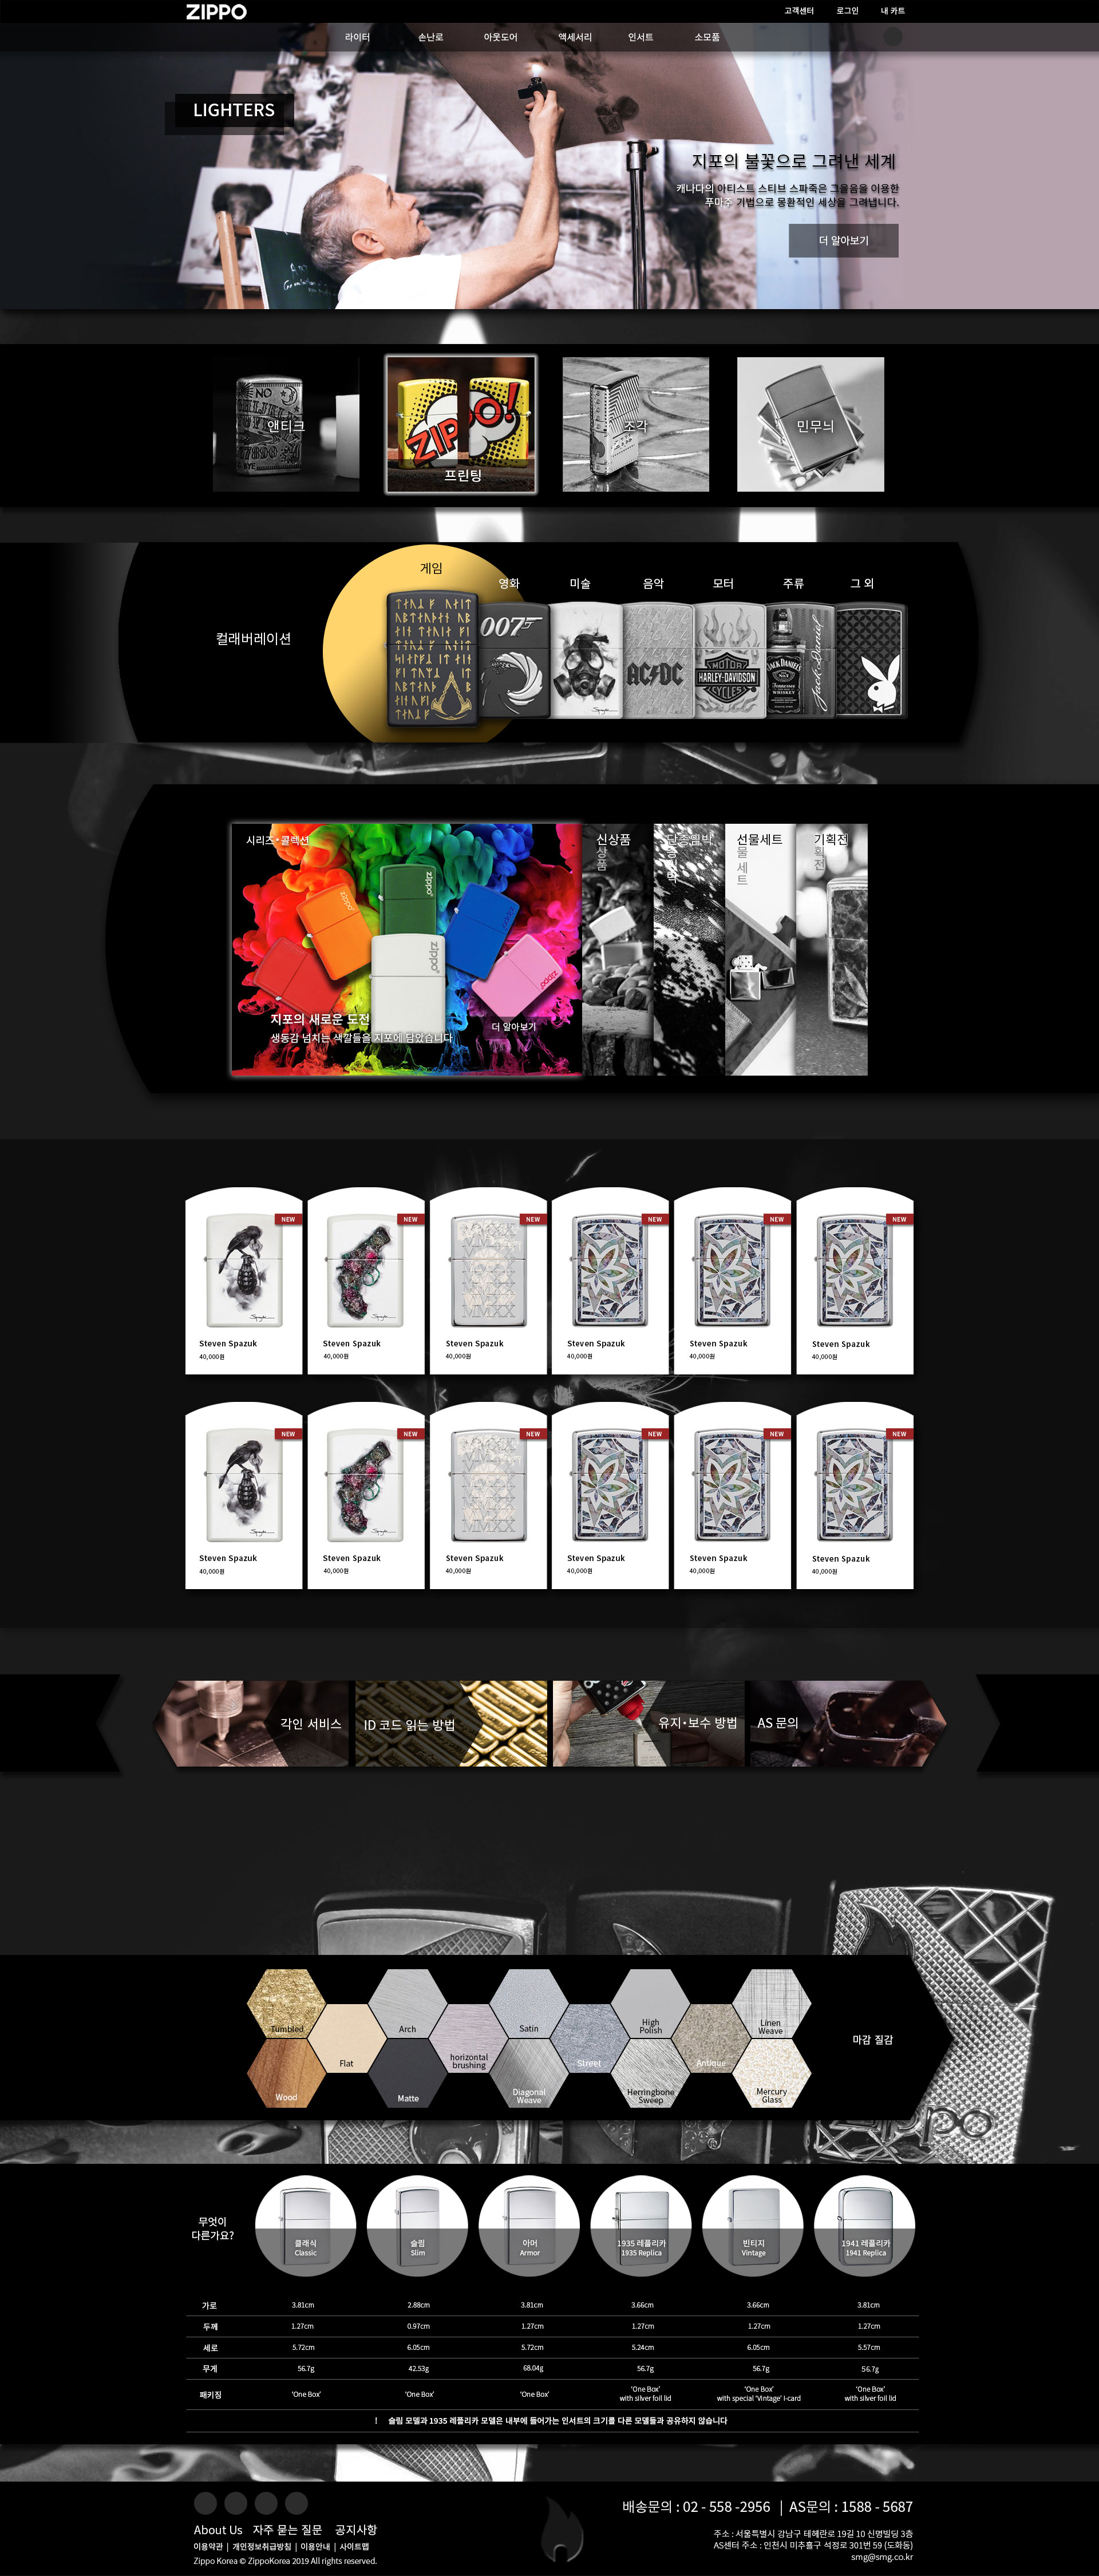 ZIPPO
고객센터 로그인 내 카트
라이터 손난로 아웃도어 액세서리 인서트 소모품
LIGHTERS
지포의 불꽃으로 그려낸 세계
캐나다의 아티스트 스티브 스파죽은 그을음을 이용한
푸마주 기법으로 몽환적인 세상을 그려냅니다.
더 알아보기
앤티크
프린팅
조각
민무늬
컬래버레이션
게임 영화 미술 음악 모터 주류 그 외
007
AC/DC
MOTOR
HARLEY-DAVIDSON
CYCLES
JACK DANIEL'S
시리즈·콜렉션
지포의 새로운 도전
생동감 넘치는 색깔들을 지포에 담았습니다
더 알아보기
신상품
선물세트
기획전
NEW NEW NEW NEW NEW NEW
Steven Spazuk Steven Spazuk Steven Spazuk Steven Spazuk Steven Spazuk Steven Spazuk
40,000원 40,000원 40,000원 40,000원 40,000원 40,000원
NEW NEW NEW NEW NEW NEW
Steven Spazuk Steven Spazuk Steven Spazuk Steven Spazuk Steven Spazuk Steven Spazuk
40,000원 40,000원 40,000원 40,000원 40,000원 40,000원
각인 서비스
ID 코드 읽는 방법
유지·보수 방법
AS 문의
Tumbled
Flat
Arch
horizontal
brushing
Satin
Street
High
Polish
Antique
Linen
Weave
Wood
Matte
Diagonal
Weave
Herringbone
Sweep
Mercury
Glass
마감 질감
zippo
무엇이
다른가요?
클래식
Classic
슬림
Slim
아머
Armor
1935 레플리카
1935 Replica
빈티지
Vintage
1941 레플리카
1941 Replica
가로 3.81cm 2.88cm 3.81cm 3.66cm 3.66cm 3.81cm
두께 1.27cm 0.97cm 1.27cm 1.27cm 1.27cm 1.27cm
세로 5.72cm 6.05cm 5.72cm 5.24cm 6.05cm 5.57cm
무게 56.7g 42.53g 68.04g 56.7g 56.7g 56.7g
패키징 'One Box' 'One Box' 'One Box' 'One Box' with silver foil lid 'One Box' with special 'Vintage' I-card 'One Box' with silver foil lid
! 슬림 모델과 1935 레플리카 모델은 내부에 들어가는 인서트의 크기를 다른 모델들과 공유하지 않습니다
About Us 자주 묻는 질문 공지사항
이용약관 | 개인정보취급방침 | 이용안내 | 사이트맵
Zippo Korea © ZippoKorea 2019 All rights reserved.
배송문의 : 02 - 558 -2956 | AS문의 : 1588 - 5687
주소 : 서울특별시 강남구 테헤란로 19길 10 신명빌딩 3층
AS센터 주소 : 인천시 미추홀구 석정로 301번 59 (도화동)
smg@smg.co.kr